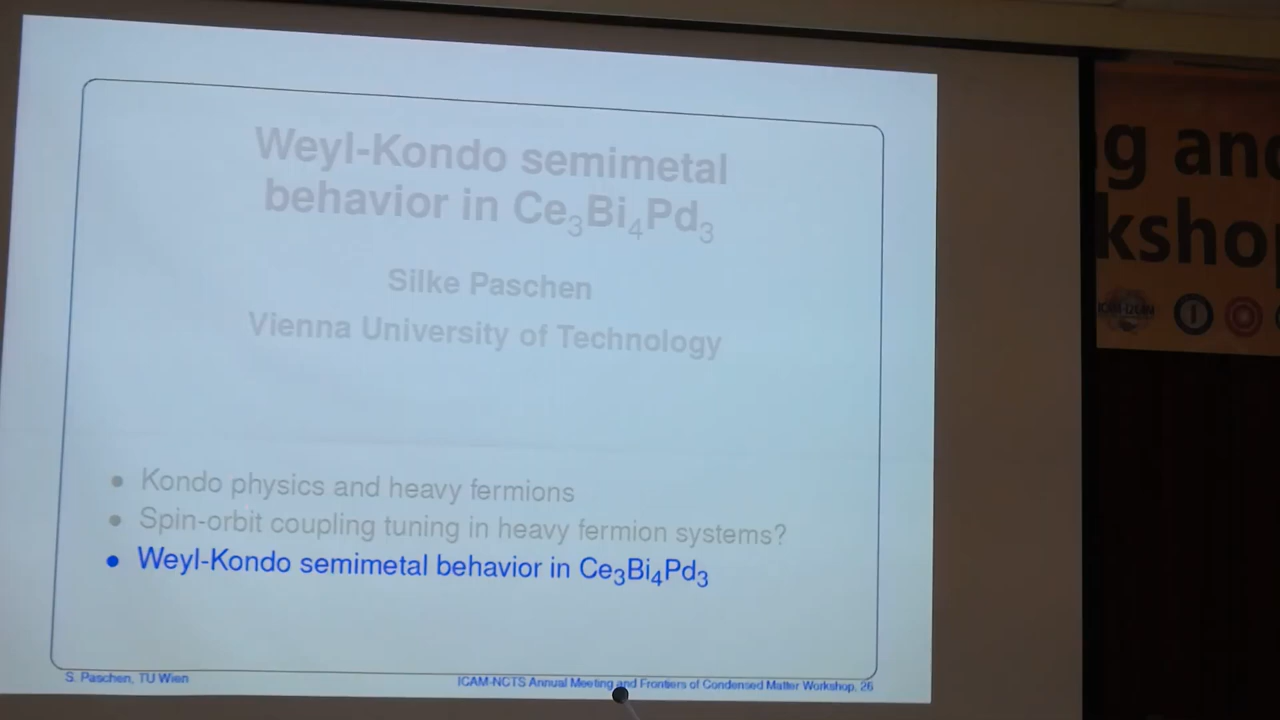 Weyl-Kondo semimetal
behavior in Ce₃Bi₄Pd₃
Silke Paschen
Vienna University of Technology
• Kondo physics and heavy fermions
• Spin-orbit coupling tuning in heavy fermion systems?
• Weyl-Kondo semimetal behavior in Ce₃Bi₄Pd₃
S. Paschen, TU Wien
ICAM-NCTS Annual Meeting and Frontiers of Condensed Matter Workshop, 26
g and
ksho